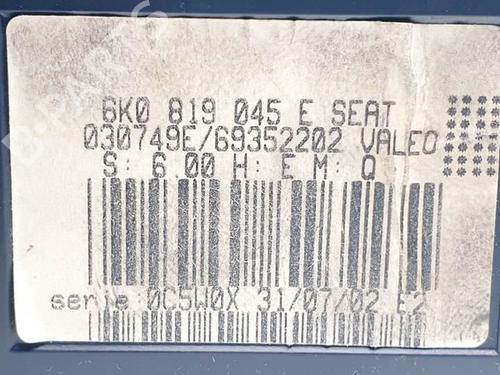 6K0 819 045 E SEAT
030749E/69352202 VALEO
S: 6.00 H: E M: Q
serie 0C5W0X 31/07/02 E2